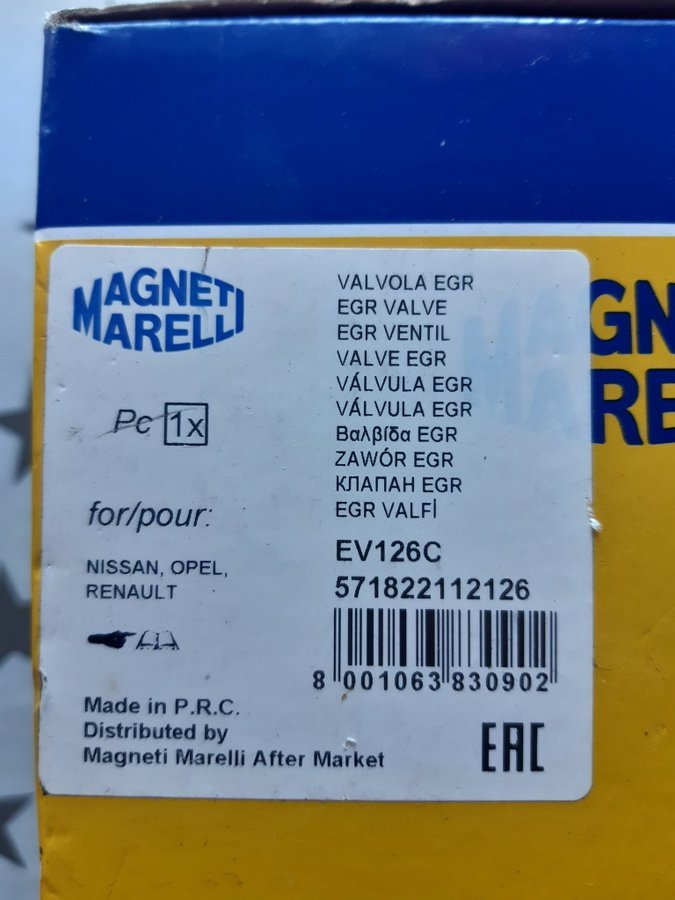 MAGNETI
MARELLI
Pc 1x
for/pour:
NISSAN, OPEL,
RENAULT
VALVOLA EGR
EGR VALVE
EGR VENTIL
VALVE EGR
VÁLVULA EGR
VÁLVULA EGR
Βαλβίδα EGR
ZAWÓR EGR
КЛАПАН EGR
EGR VALFİ
EV126C
571822112126
8 001063 830902
Made in P.R.C.
Distributed by
Magneti Marelli After Market
EAC
GN
RE